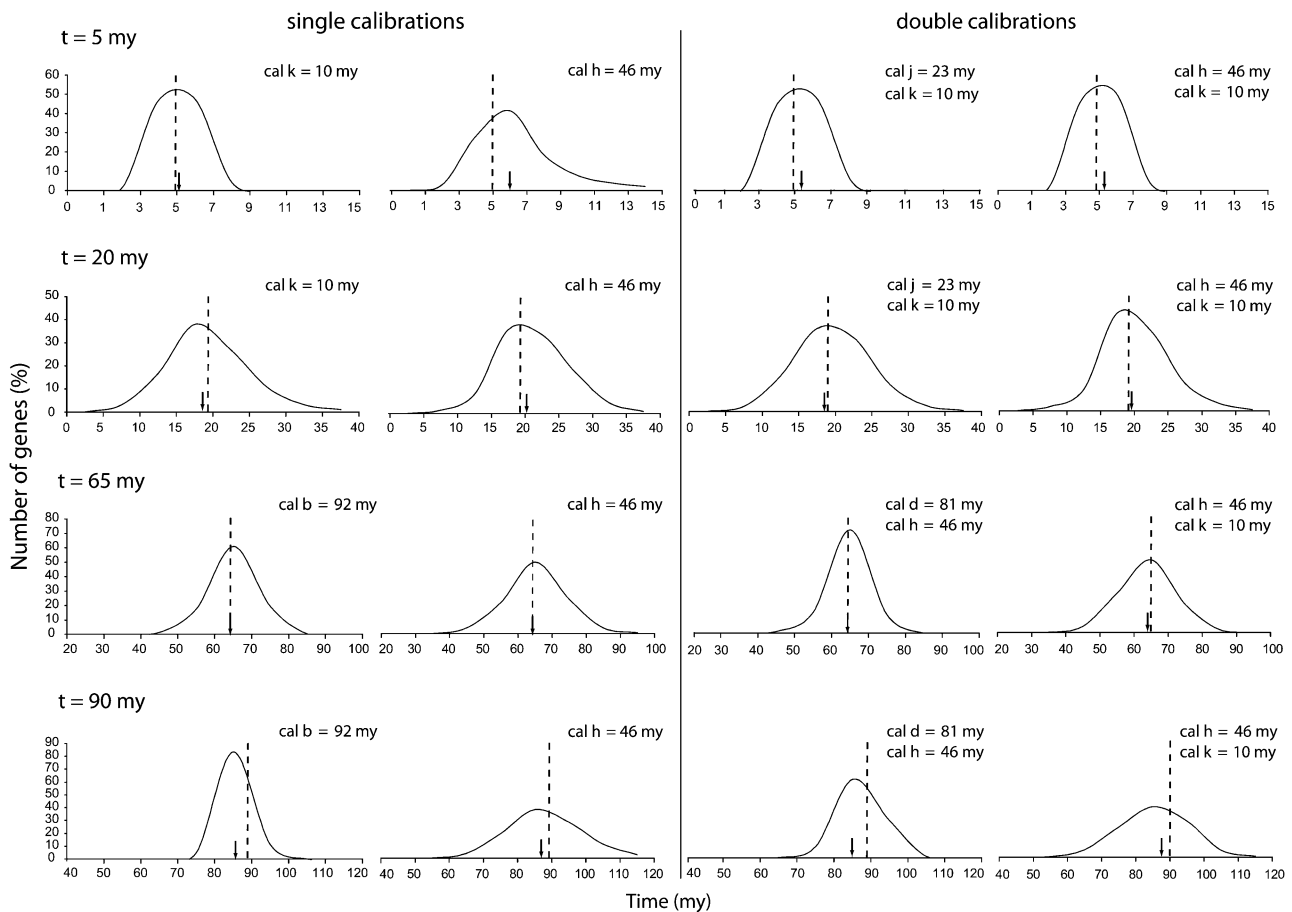 single calibrations
double calibrations
t = 5 my
cal k = 10 my
cal h = 46 my
cal j = 23 my
cal k = 10 my
cal h = 46 my
cal k = 10 my
60
50
40
30
20
10
0
0 1 3 5 7 9 11 13 15
0 1 3 5 7 9 11 13 15
0 1 3 5 7 9 11 13 15
0 1 3 5 7 9 11 13 15
t = 20 my
cal k = 10 my
cal h = 46 my
cal j = 23 my
cal k = 10 my
cal h = 46 my
cal k = 10 my
50
40
30
20
10
0
0 5 10 15 20 25 30 35 40
0 5 10 15 20 25 30 35 40
0 5 10 15 20 25 30 35 40
0 5 10 15 20 25 30 35 40
Number of genes (%)
t = 65 my
cal b = 92 my
cal h = 46 my
cal d = 81 my
cal h = 46 my
cal h = 46 my
cal k = 10 my
80
70
60
50
40
30
20
10
0
20 30 40 50 60 70 80 90 100
20 30 40 50 60 70 80 90 100
20 30 40 50 60 70 80 90 100
20 30 40 50 60 70 80 90 100
t = 90 my
cal b = 92 my
cal h = 46 my
cal d = 81 my
cal h = 46 my
cal h = 46 my
cal k = 10 my
90
80
70
60
50
40
30
20
10
0
40 50 60 70 80 90 100 110 120
40 50 60 70 80 90 100 110 120
40 50 60 70 80 90 100 110 120
40 50 60 70 80 90 100 110 120
Time (my)